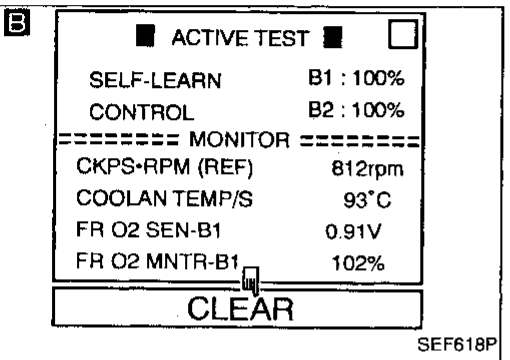 B
■ ACTIVE TEST ■
SELF-LEARN B1 : 100%
CONTROL B2 : 100%
======== MONITOR ========
CKPS•RPM (REF) 812rpm
COOLAN TEMP/S 93°C
FR O2 SEN-B1 0.91V
FR O2 MNTR-B1 102%
CLEAR
SEF618P